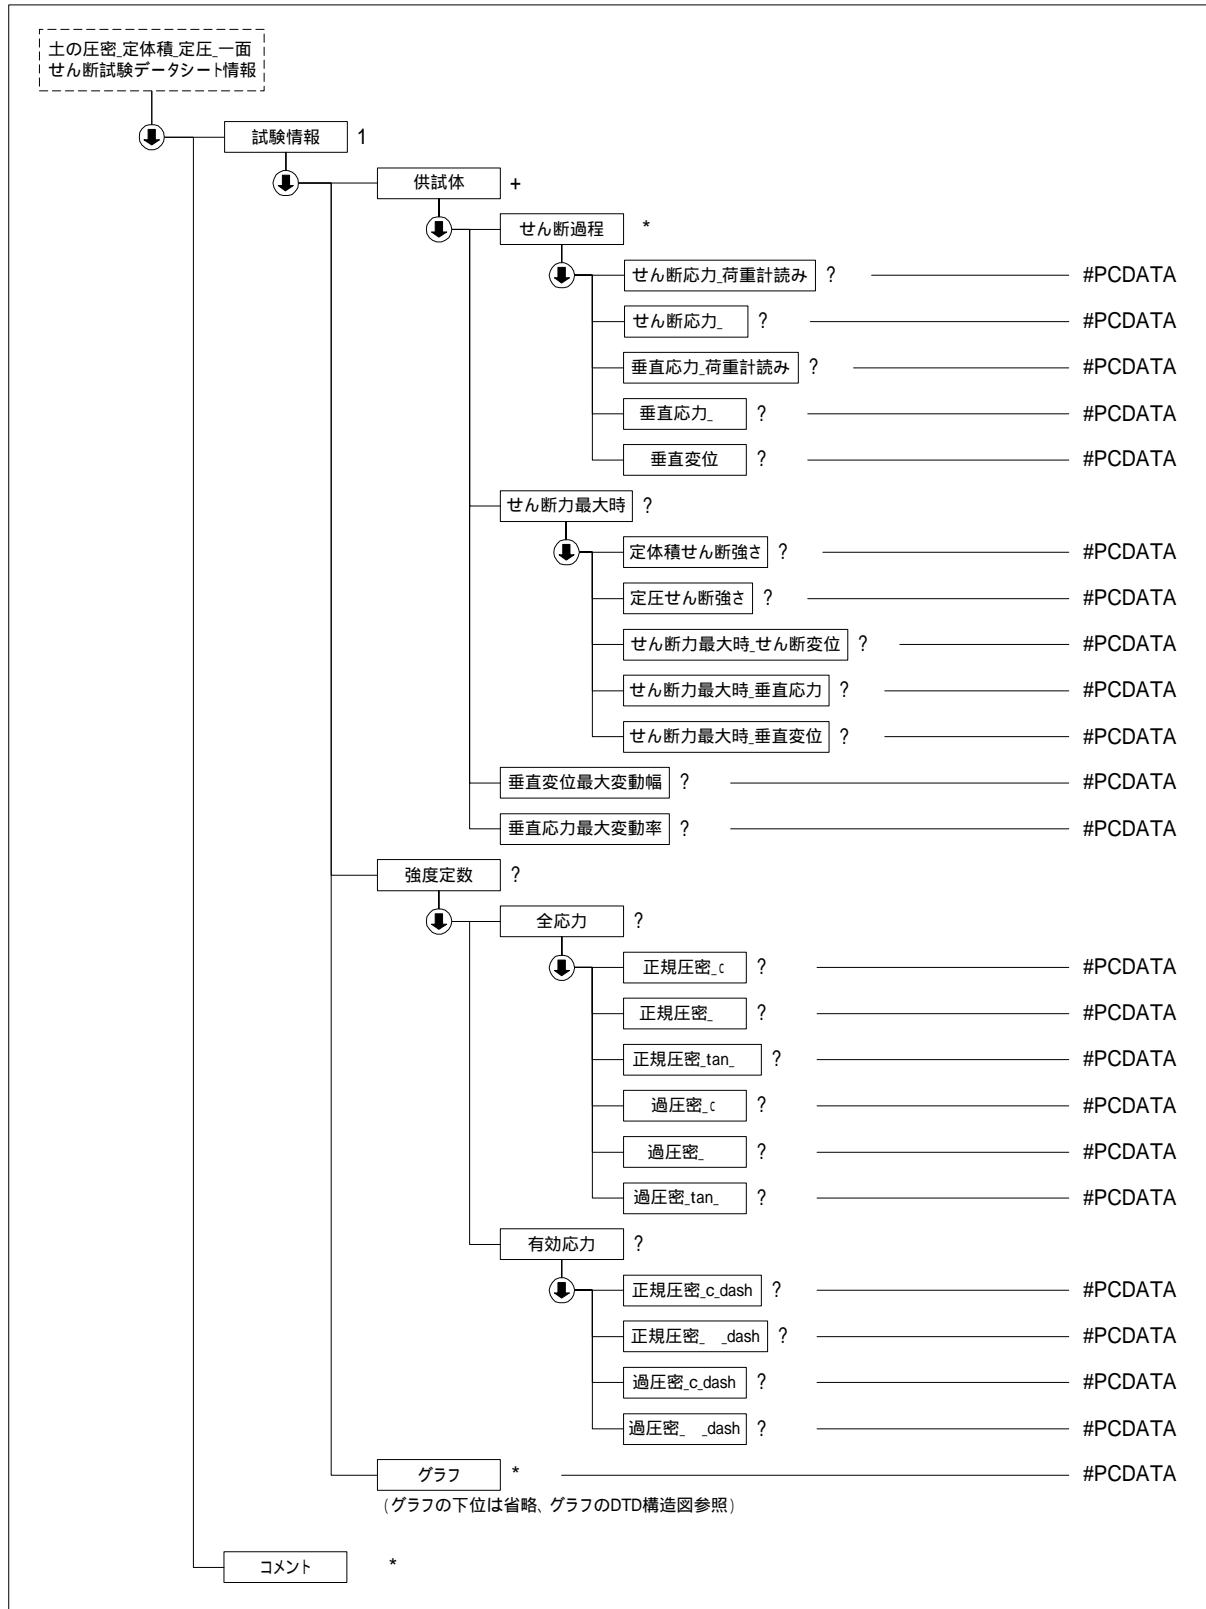 土の圧密_定体積_定圧_一面
せん断試験データシート情報
試験情報 1
供試体 +
せん断過程 *
せん断応力_荷重計読み ? #PCDATA
せん断応力_ ? #PCDATA
垂直応力_荷重計読み ? #PCDATA
垂直応力_ ? #PCDATA
垂直変位 ? #PCDATA
せん断力最大時 ?
定体積せん断強さ ? #PCDATA
定圧せん断強さ ? #PCDATA
せん断力最大時_せん断変位 ? #PCDATA
せん断力最大時_垂直応力 ? #PCDATA
せん断力最大時_垂直変位 ? #PCDATA
垂直変位最大変動幅 ? #PCDATA
垂直応力最大変動率 ? #PCDATA
強度定数 ?
全応力 ?
正規圧密_c ? #PCDATA
正規圧密_ ? #PCDATA
正規圧密_tan_ ? #PCDATA
過圧密_c ? #PCDATA
過圧密_ ? #PCDATA
過圧密_tan_ ? #PCDATA
有効応力 ?
正規圧密_c_dash ? #PCDATA
正規圧密_ _dash ? #PCDATA
過圧密_c_dash ? #PCDATA
過圧密_ _dash ? #PCDATA
グラフ * #PCDATA
(グラフの下位は省略、グラフのDTD構造図参照)
コメント *